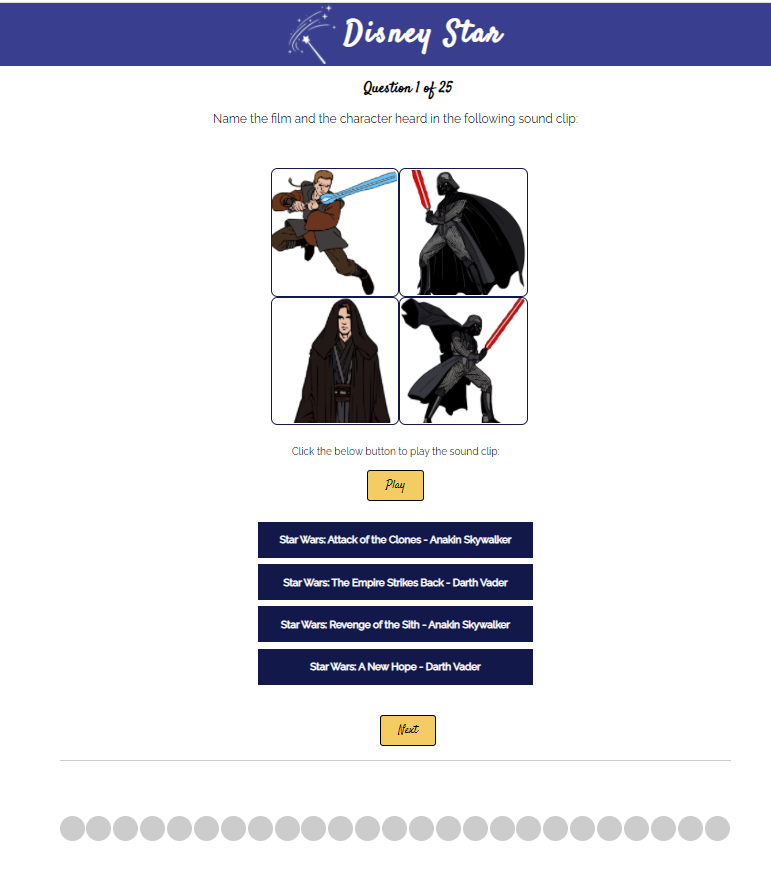 Disney Star
Question 1 of 25
Name the film and the character heard in the following sound clip:
Click the below button to play the sound clip:
Play
Star Wars: Attack of the Clones - Anakin Skywalker
Star Wars: The Empire Strikes Back - Darth Vader
Star Wars: Revenge of the Sith - Anakin Skywalker
Star Wars: A New Hope - Darth Vader
Next